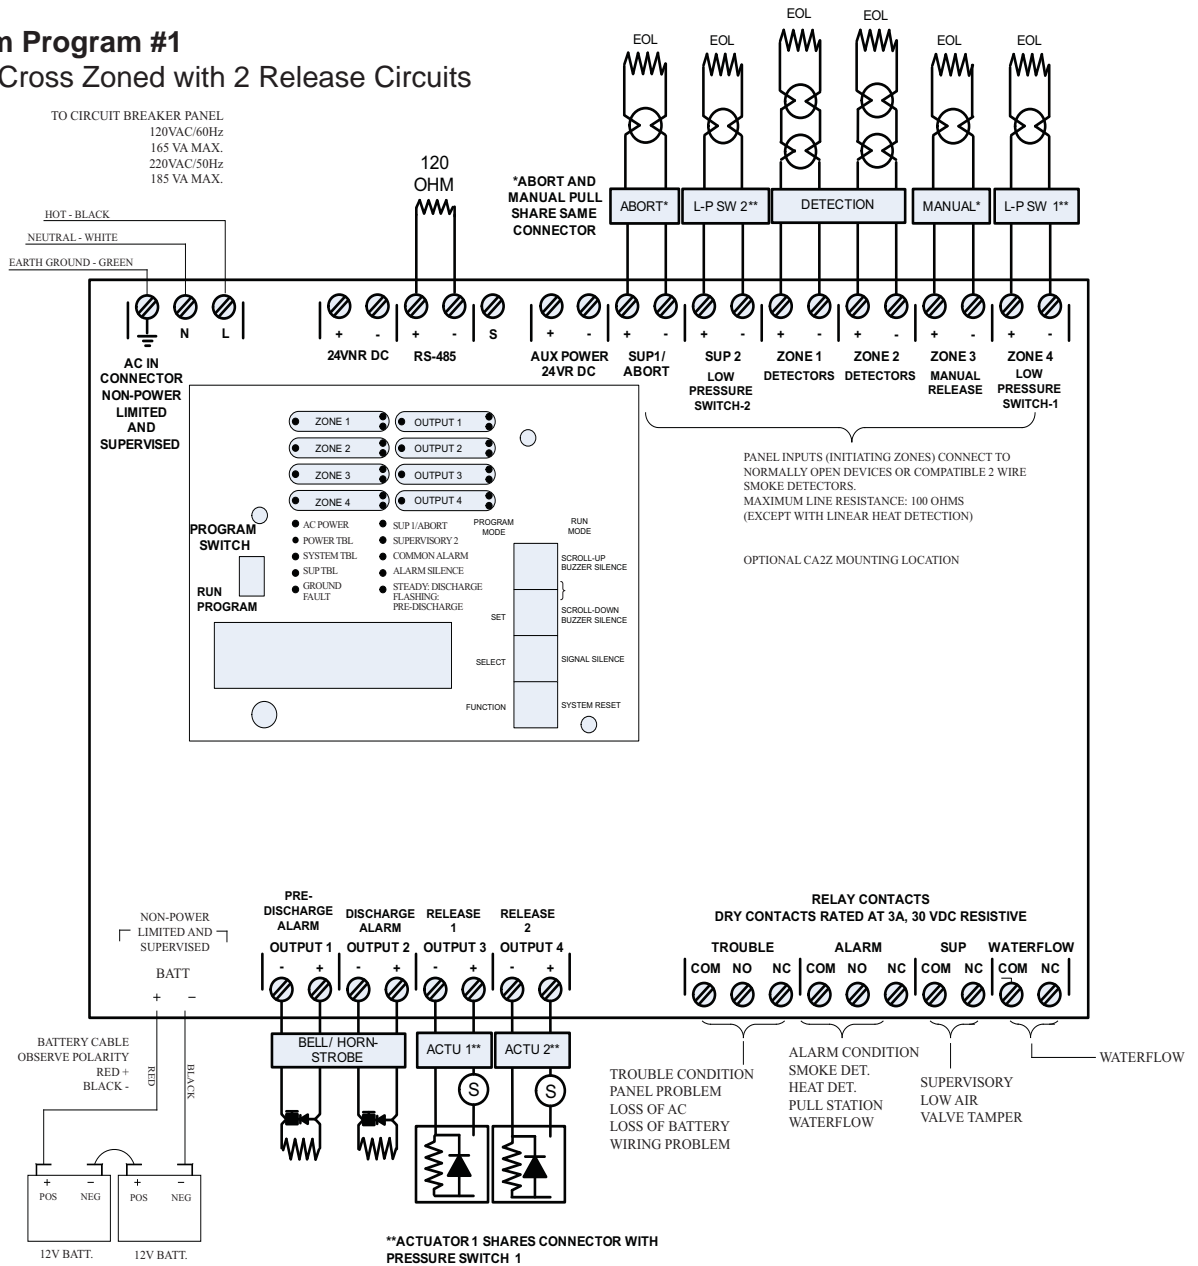 m Program #1
Cross Zoned with 2 Release Circuits
TO CIRCUIT BREAKER PANEL
120VAC/60Hz
165 VA MAX.
220VAC/50Hz
185 VA MAX.
HOT - BLACK
NEUTRAL - WHITE
EARTH GROUND - GREEN
120
OHM
*ABORT AND
MANUAL PULL
SHARE SAME
CONNECTOR
EOL
EOL
EOL
EOL
EOL
EOL
ABORT*
L-P SW 2**
DETECTION
MANUAL*
L-P SW 1**
N
L
+ -
+ -
S
+ -
+ -
+ -
+ -
+ -
+ -
+ -
AC IN
CONNECTOR
NON-POWER
LIMITED
AND
SUPERVISED
24VNR DC
RS-485
AUX POWER
24VR DC
SUP1/
ABORT
SUP 2
LOW
PRESSURE
SWITCH-2
ZONE 1
DETECTORS
ZONE 2
DETECTORS
ZONE 3
MANUAL
RELEASE
ZONE 4
LOW
PRESSURE
SWITCH-1
PANEL INPUTS (INITIATING ZONES) CONNECT TO
NORMALLY OPEN DEVICES OR COMPATIBLE 2 WIRE
SMOKE DETECTORS.
MAXIMUM LINE RESISTANCE: 100 OHMS
(EXCEPT WITH LINEAR HEAT DETECTION)
OPTIONAL CA2Z MOUNTING LOCATION
ZONE 1
ZONE 2
ZONE 3
ZONE 4
OUTPUT 1
OUTPUT 2
OUTPUT 3
OUTPUT 4
PROGRAM
SWITCH
RUN
PROGRAM
AC POWER
POWER TBL
SYSTEM TBL
SUP TBL
GROUND
FAULT
SUP 1/ABORT
SUPERVISORY 2
COMMON ALARM
ALARM SILENCE
STEADY: DISCHARGE
FLASHING:
PRE-DISCHARGE
PROGRAM
MODE
RUN
MODE
SCROLL-UP
BUZZER SILENCE
}
SET
SCROLL-DOWN
BUZZER SILENCE
SELECT
SIGNAL SILENCE
FUNCTION
SYSTEM RESET
NON-POWER
LIMITED AND
SUPERVISED
BATT
+ −
PRE-
DISCHARGE
ALARM
OUTPUT 1
- +
DISCHARGE
ALARM
OUTPUT 2
- +
RELEASE
1
OUTPUT 3
- +
RELEASE
2
OUTPUT 4
- +
RELAY CONTACTS
DRY CONTACTS RATED AT 3A, 30 VDC RESISTIVE
TROUBLE
COM NO NC
ALARM
COM NO NC
SUP
COM NC
WATERFLOW
COM NC
BATTERY CABLE
OBSERVE POLARITY
RED +
BLACK -
RED
BLACK
+ −
POS NEG
12V BATT.
+ −
POS NEG
12V BATT.
BELL/ HORN-
STROBE
ACTU 1**
ACTU 2**
S
S
TROUBLE CONDITION
PANEL PROBLEM
LOSS OF AC
LOSS OF BATTERY
WIRING PROBLEM
ALARM CONDITION
SMOKE DET.
HEAT DET.
PULL STATION
WATERFLOW
SUPERVISORY
LOW AIR
VALVE TAMPER
WATERFLOW
**ACTUATOR 1 SHARES CONNECTOR WITH
PRESSURE SWITCH 1